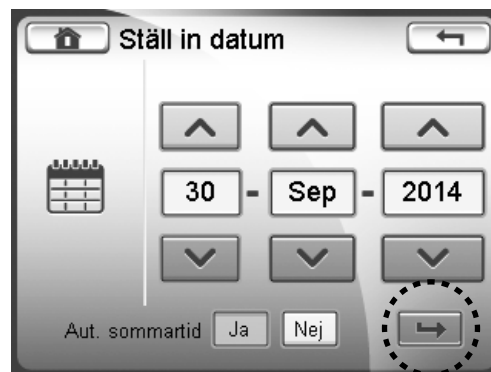 Ställ in datum
30 - Sep - 2014
Aut. sommartid Ja Nej